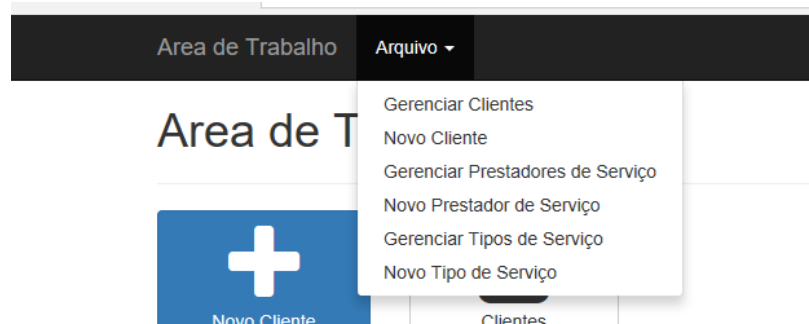 Area de Trabalho Arquivo
Gerenciar Clientes
Area de T
Novo Cliente
Gerenciar Prestadores de Serviço
Novo Prestador de Serviço
Gerenciar Tipos de Serviço
Novo Tipo de Serviço
Novo Cliente
Clientes